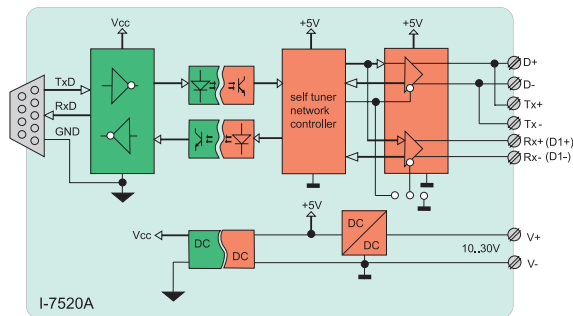 Vcc
+5V
+5V
TxD
RxD
GND
self tuner
network
controller
D+
D-
Tx+
Tx-
Rx+ (D1+)
Rx- (D1-)
+5V
Vcc
DC
DC
DC
DC
10..30V
V+
V-
I-7520A